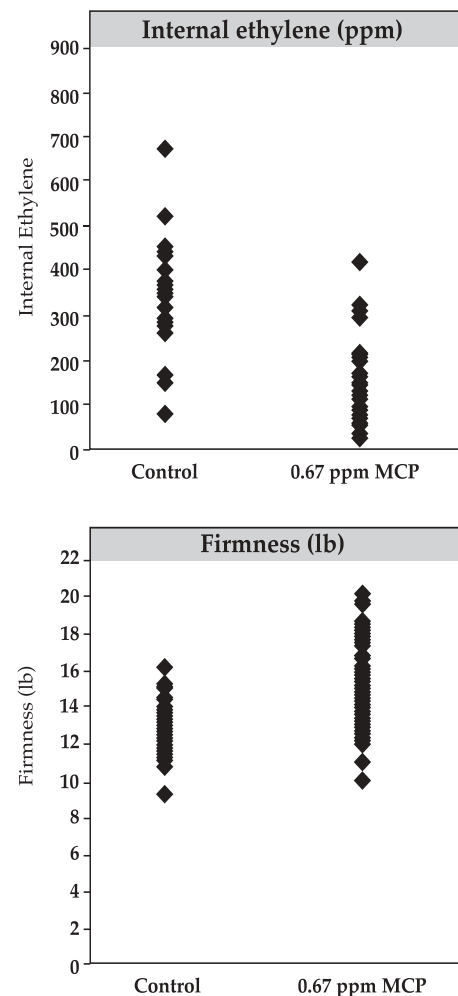 Internal ethylene (ppm)
900
800
700
600
500
400
300
200
100
0
Internal Ethylene
Control
0.67 ppm MCP
Firmness (lb)
22
20
18
16
14
12
10
8
6
4
2
0
Firmness (lb)
Control
0.67 ppm MCP